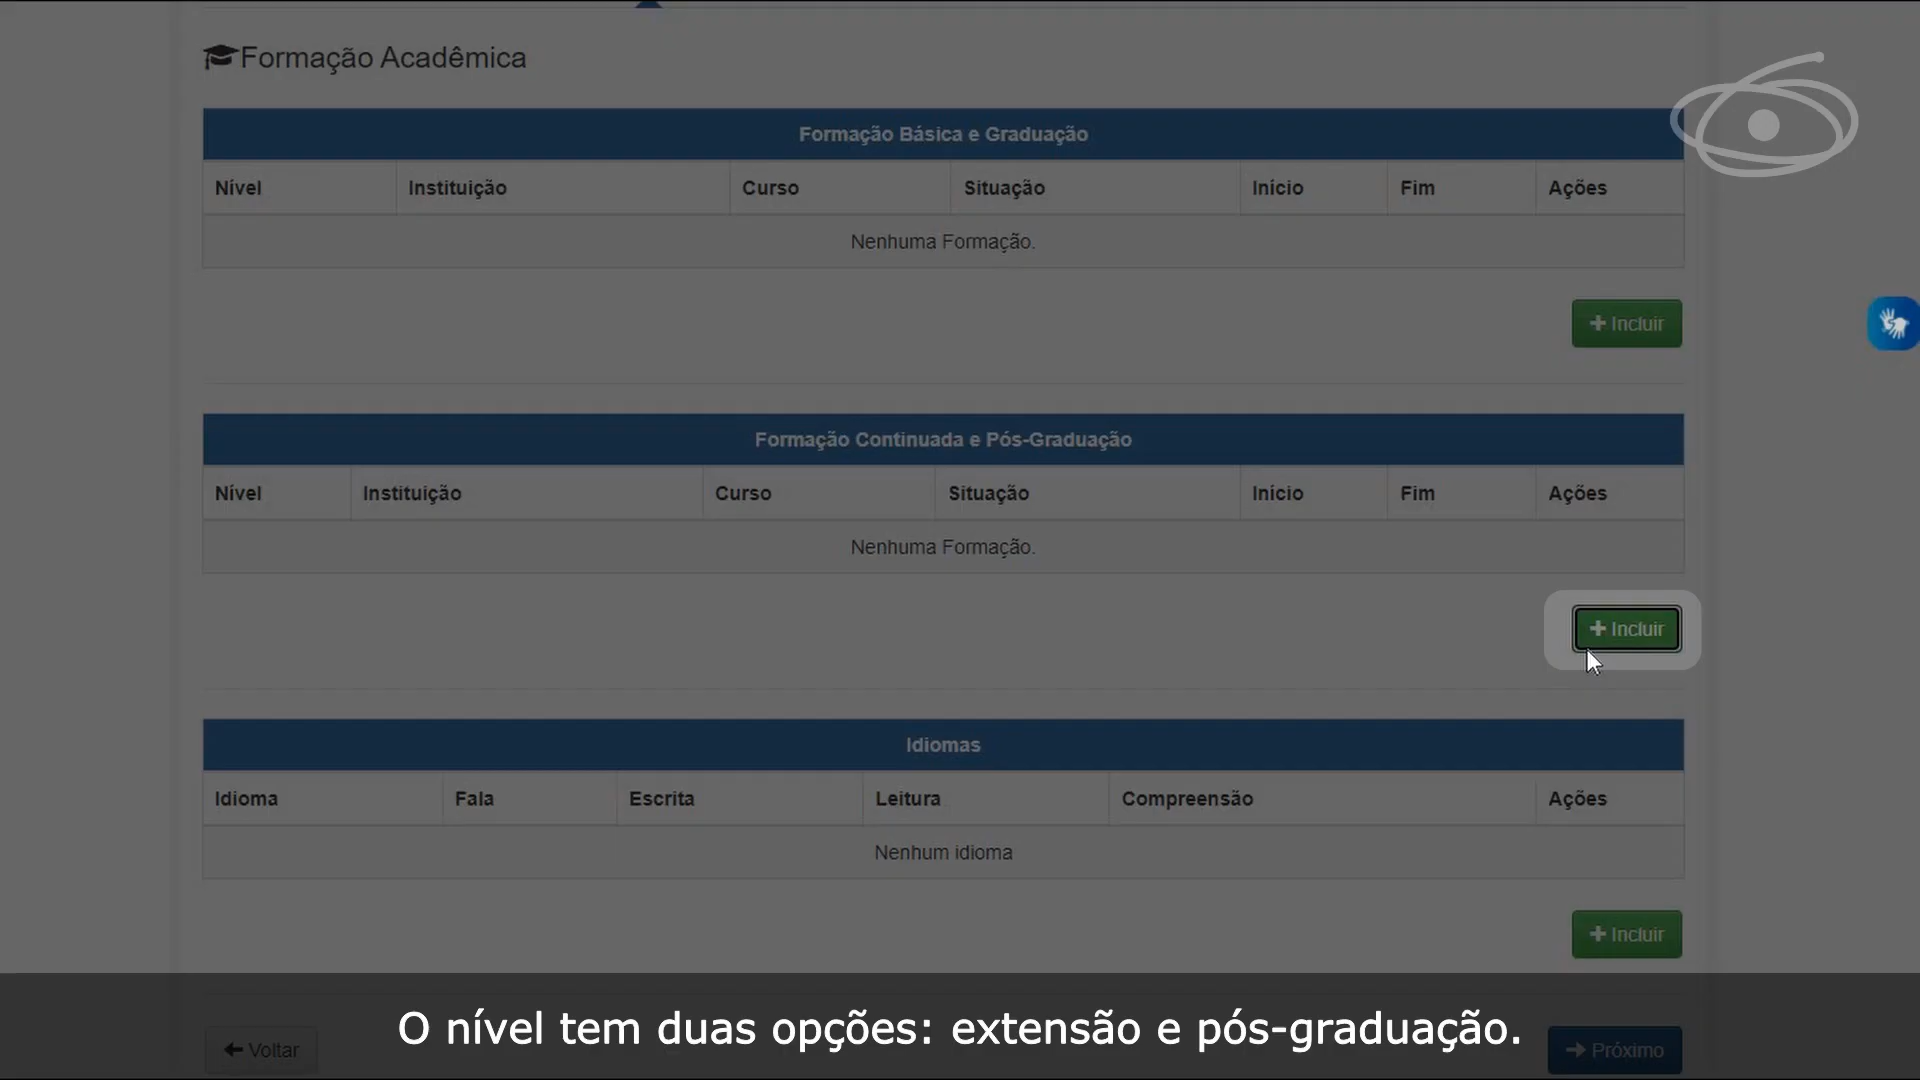 Formação Acadêmica
Formação Básica e Graduação
Nível Instituição Curso Situação Início Fim Ações
Nenhuma Formação.
Incluir
Formação Continuada e Pós-Graduação
Nível Instituição Curso Situação Início Fim Ações
Nenhuma Formação.
Incluir
Idiomas
Idioma Fala Escrita Leitura Compreensão Ações
Nenhum idioma
Incluir
O nível tem duas opções: extensão e pós-graduação.
Voltar Próximo